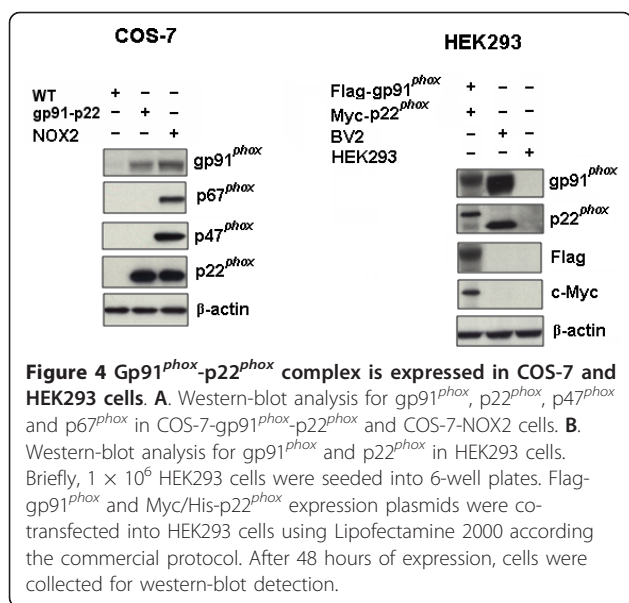 COS-7
WT + – –
gp91-p22 – + –
NOX2 – – +
gp91phox
p67phox
p47phox
p22phox
β-actin
HEK293
Flag-gp91phox + – –
Myc-p22phox + – –
BV2 – + –
HEK293 – – +
gp91phox
p22phox
Flag
c-Myc
β-actin
Figure 4 Gp91phox-p22phox complex is expressed in COS-7 and
HEK293 cells. A. Western-blot analysis for gp91phox, p22phox, p47phox
and p67phox in COS-7-gp91phox-p22phox and COS-7-NOX2 cells. B.
Western-blot analysis for gp91phox and p22phox in HEK293 cells.
Briefly, 1 × 10⁶ HEK293 cells were seeded into 6-well plates. Flag-
gp91phox and Myc/His-p22phox expression plasmids were co-
transfected into HEK293 cells using Lipofectamine 2000 according
the commercial protocol. After 48 hours of expression, cells were
collected for western-blot detection.